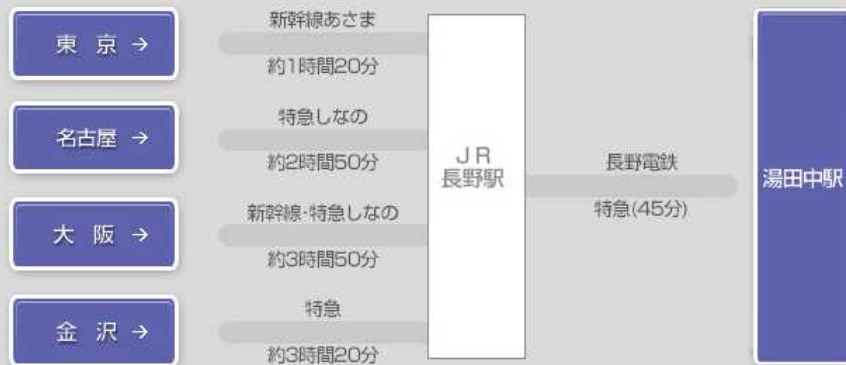 東 京 →
新幹線あさま
約1時間20分
名古屋 →
特急しなの
約2時間50分
大 阪 →
新幹線·特急しなの
約3時間50分
金 沢 →
特急
約3時間20分
JR
長野駅
長野電鉄
特急(45分)
湯田中駅